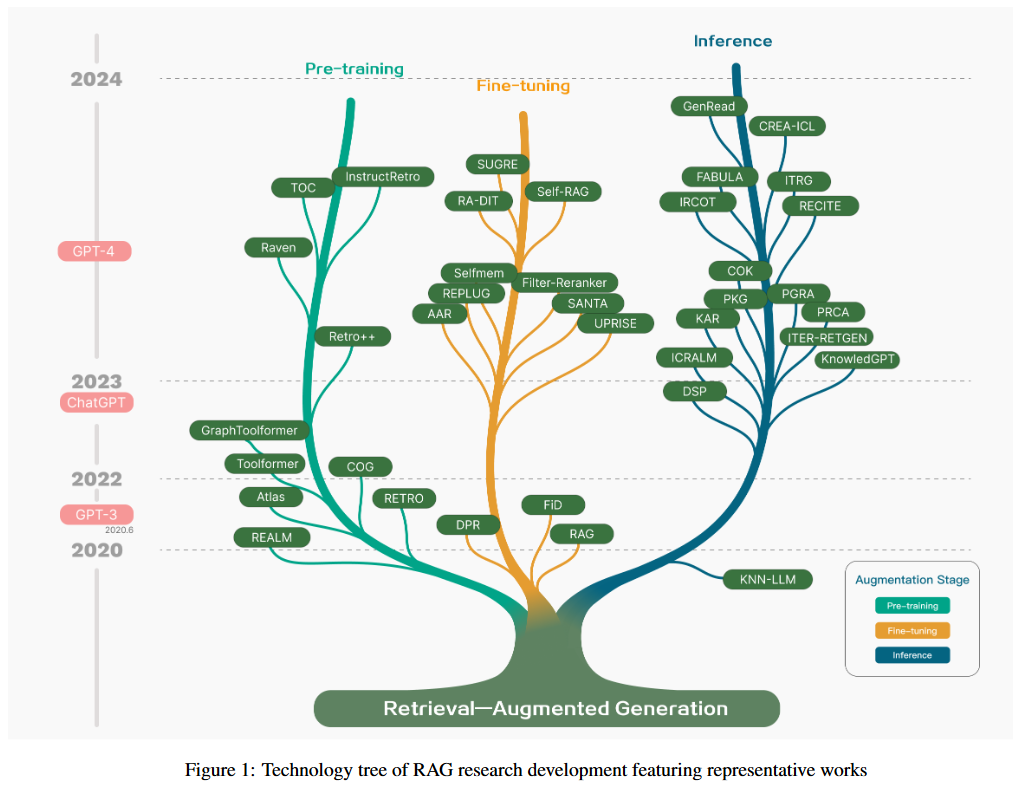 Inference
Pre-training
2024
Fine-tuning
GenRead
CREA-ICL
SUGRE
InstructRetro
FABULA
ITRG
TOC
Self-RAG
RA-DIT
IRCOT
RECITE
Raven
GPT-4
COK
Selfmem
Filter-Reranker
REPLUG
PGRA
PKG
SANTA
AAR
PRCA
KAR
UPRISE
Retro++
ITER-RETGEN
ICRALM
KnowledGPT
2023
DSP
ChatGPT
GraphToolformer
Toolformer
COG
2022
Atlas
RETRO
FiD
GPT-3
2020.6
DPR
RAG
REALM
2020
KNN-LLM
Augmentation Stage
Pre-training
Fine-tuning
Inference
Retrieval—Augmented Generation
Figure 1: Technology tree of RAG research development featuring representative works